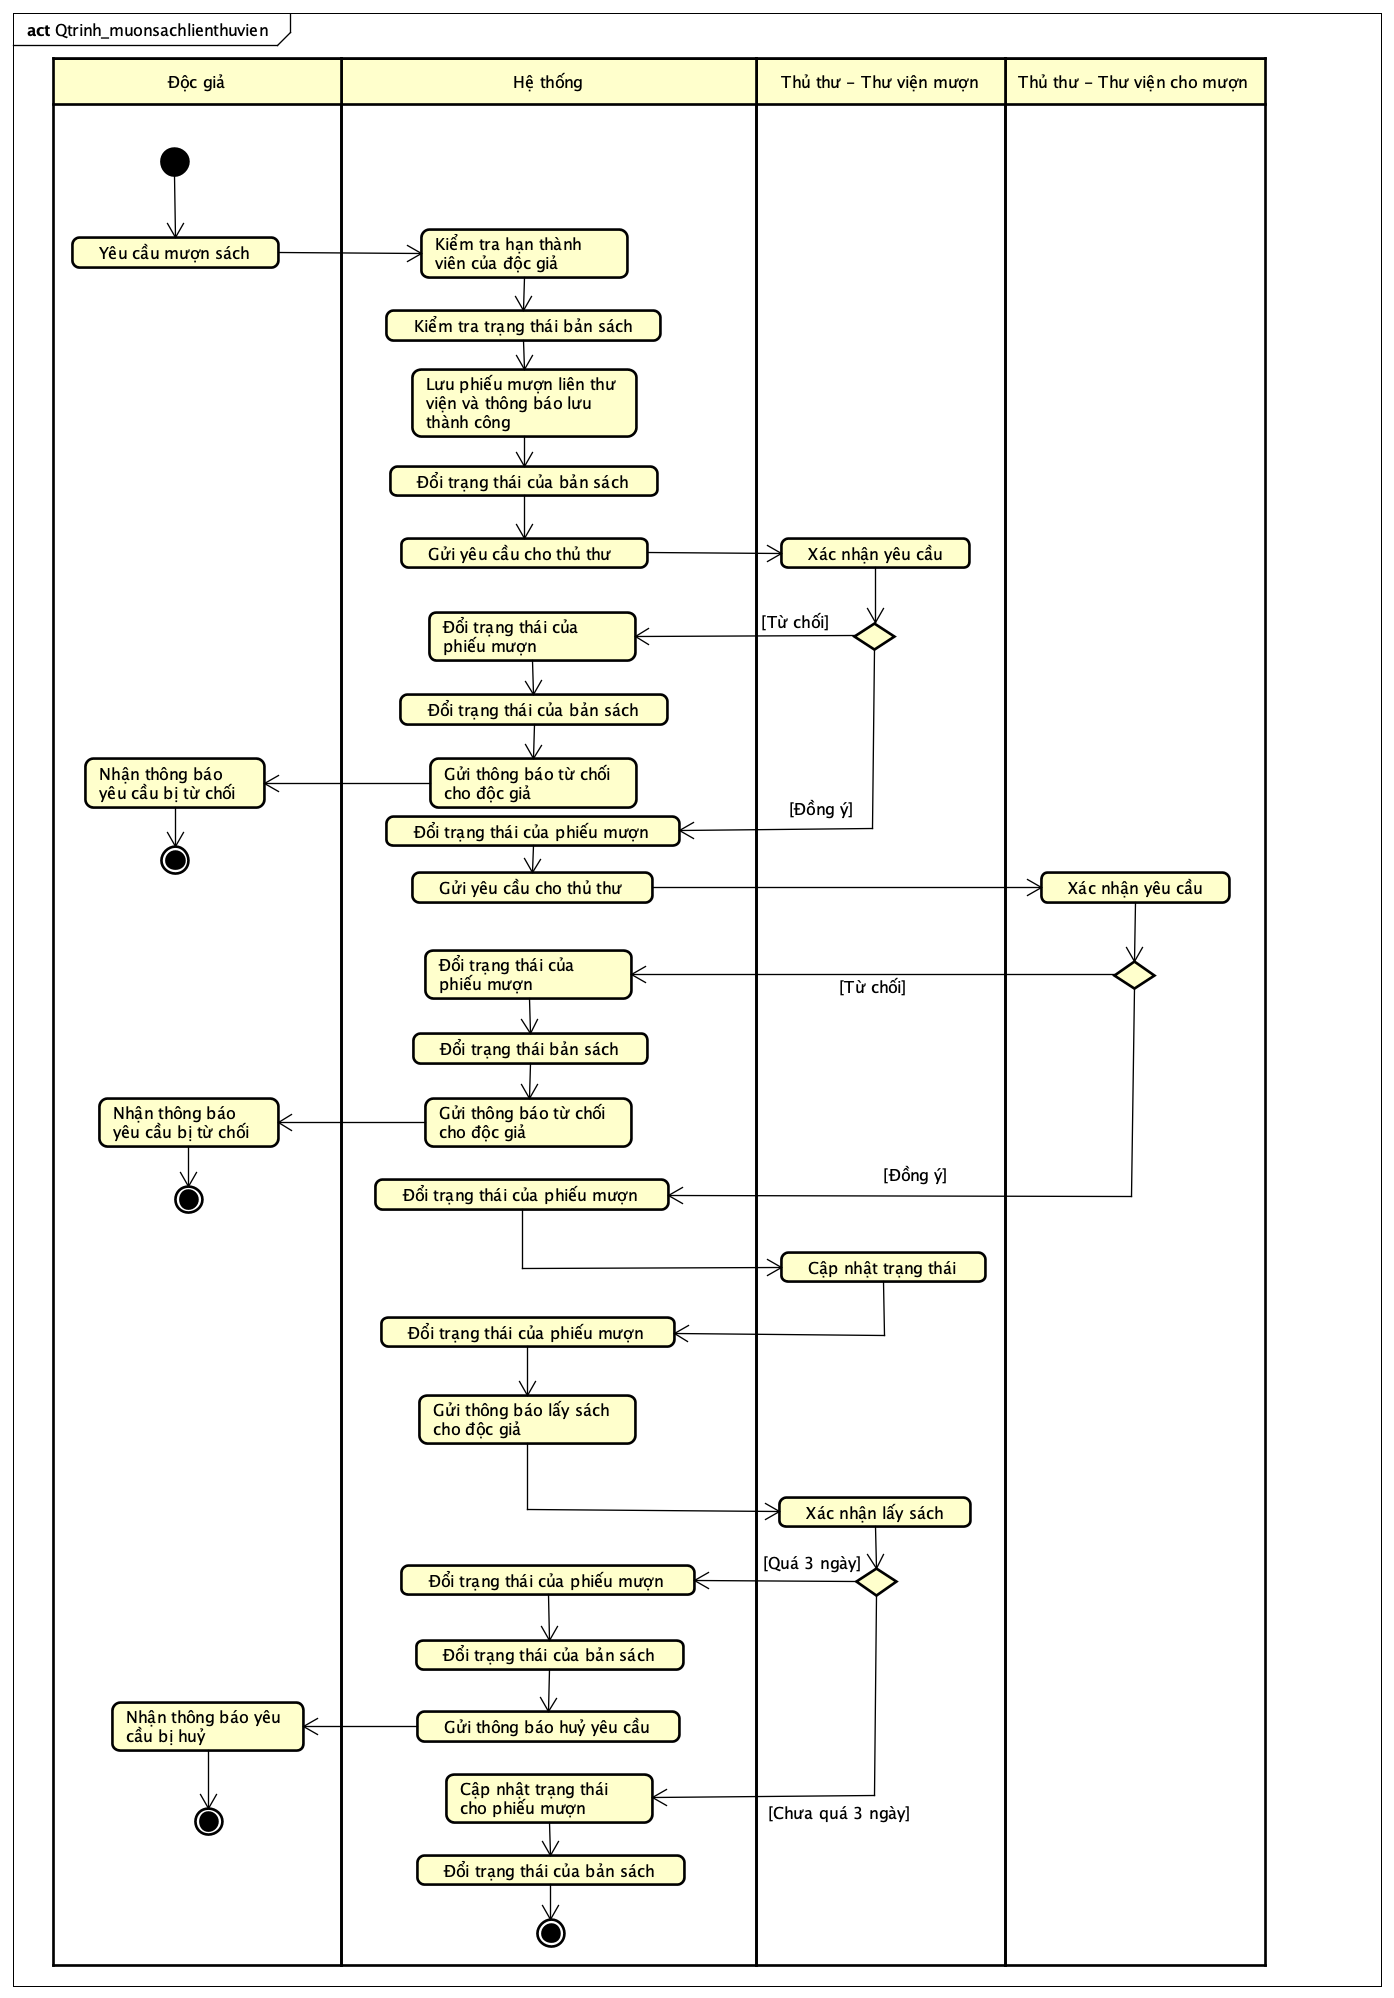 act Qtrinh_muonsachlienthuvien
Độc giả
Hệ thống
Thủ thư - Thư viện mượn
Thủ thư - Thư viện cho mượn
Yêu cầu mượn sách
Kiểm tra hạn thành
viên của độc giả
Kiểm tra trạng thái bản sách
Lưu phiếu mượn liên thư
viện và thông báo lưu
thành công
Đổi trạng thái của bản sách
Gửi yêu cầu cho thủ thư
Xác nhận yêu cầu
[Từ chối]
Đổi trạng thái của
phiếu mượn
Đổi trạng thái của bản sách
Gửi thông báo từ chối
cho độc giả
Nhận thông báo
yêu cầu bị từ chối
[Đồng ý]
Đổi trạng thái của phiếu mượn
Gửi yêu cầu cho thủ thư
Xác nhận yêu cầu
[Từ chối]
Đổi trạng thái của
phiếu mượn
Đổi trạng thái bản sách
Gửi thông báo từ chối
cho độc giả
Nhận thông báo
yêu cầu bị từ chối
[Đồng ý]
Đổi trạng thái của phiếu mượn
Cập nhật trạng thái
Đổi trạng thái của phiếu mượn
Gửi thông báo lấy sách
cho độc giả
Xác nhận lấy sách
[Quá 3 ngày]
Đổi trạng thái của phiếu mượn
Đổi trạng thái của bản sách
Gửi thông báo huỷ yêu cầu
Nhận thông báo yêu
cầu bị huỷ
Cập nhật trạng thái
cho phiếu mượn
[Chưa quá 3 ngày]
Đổi trạng thái của bản sách